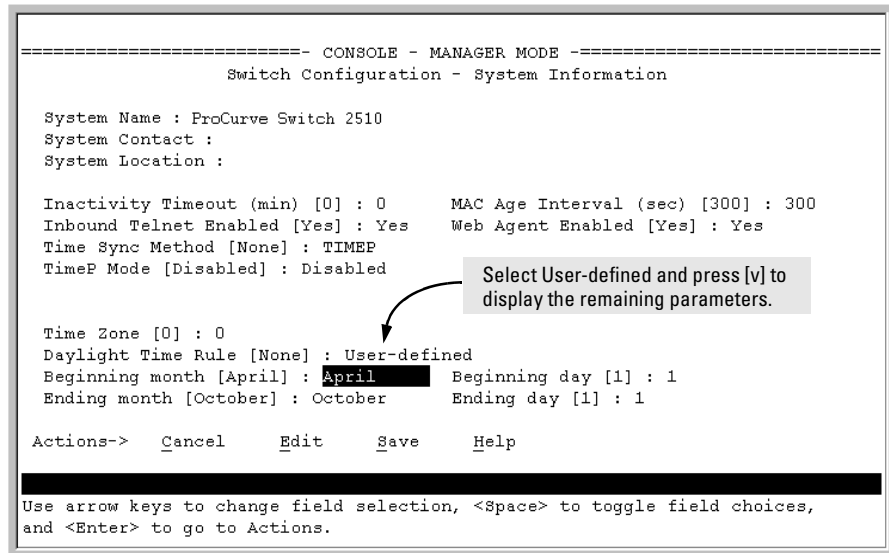 ==========================- CONSOLE - MANAGER MODE -============================
Switch Configuration - System Information
System Name : ProCurve Switch 2510
System Contact :
System Location :
Inactivity Timeout (min) [0] : 0 MAC Age Interval (sec) [300] : 300
Inbound Telnet Enabled [Yes] : Yes Web Agent Enabled [Yes] : Yes
Time Sync Method [None] : TIMEP
TimeP Mode [Disabled] : Disabled
Select User-defined and press [v] to
display the remaining parameters.
Time Zone [0] : 0
Daylight Time Rule [None] : User-defined
Beginning month [April] : April Beginning day [1] : 1
Ending month [October] : October Ending day [1] : 1
Actions-> Cancel Edit Save Help
Use arrow keys to change field selection, <Space> to toggle field choices,
and <Enter> to go to Actions.